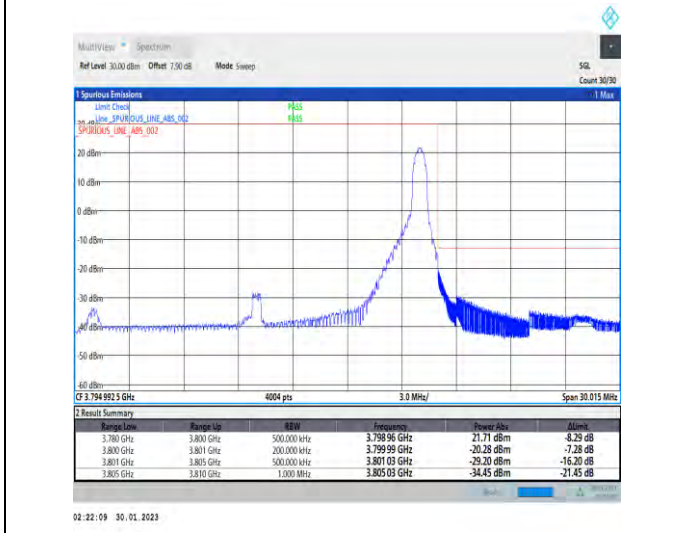 MultiView Spectrum
Ref Level 30.00 dBm Offset 7.90 dB Mode Sweep SGL
Count 30/30
1 Spurious Emissions 1 Max
Limit Check PASS
Line _SPURIOUS_LINE_ABS_002 PASS
_SPURIOUS_LINE_ABS_002
20 dBm
10 dBm
0 dBm
-10 dBm
-20 dBm
-30 dBm
-40 dBm
-50 dBm
-60 dBm
CF 3.794 992 5 GHz 4004 pts 3.0 MHz/ Span 30.015 MHz
2 Result Summary
Range Low Range Up RBW Frequency Power Abs ΔLimit
3.780 GHz 3.800 GHz 500.000 kHz 3.798 96 GHz 21.71 dBm -8.29 dB
3.800 GHz 3.801 GHz 200.000 kHz 3.799 99 GHz -20.28 dBm -7.28 dB
3.801 GHz 3.805 GHz 500.000 kHz 3.801 03 GHz -29.20 dBm -16.20 dB
3.805 GHz 3.810 GHz 1.000 MHz 3.805 03 GHz -34.45 dBm -21.45 dB
02:22:09 30.01.2023